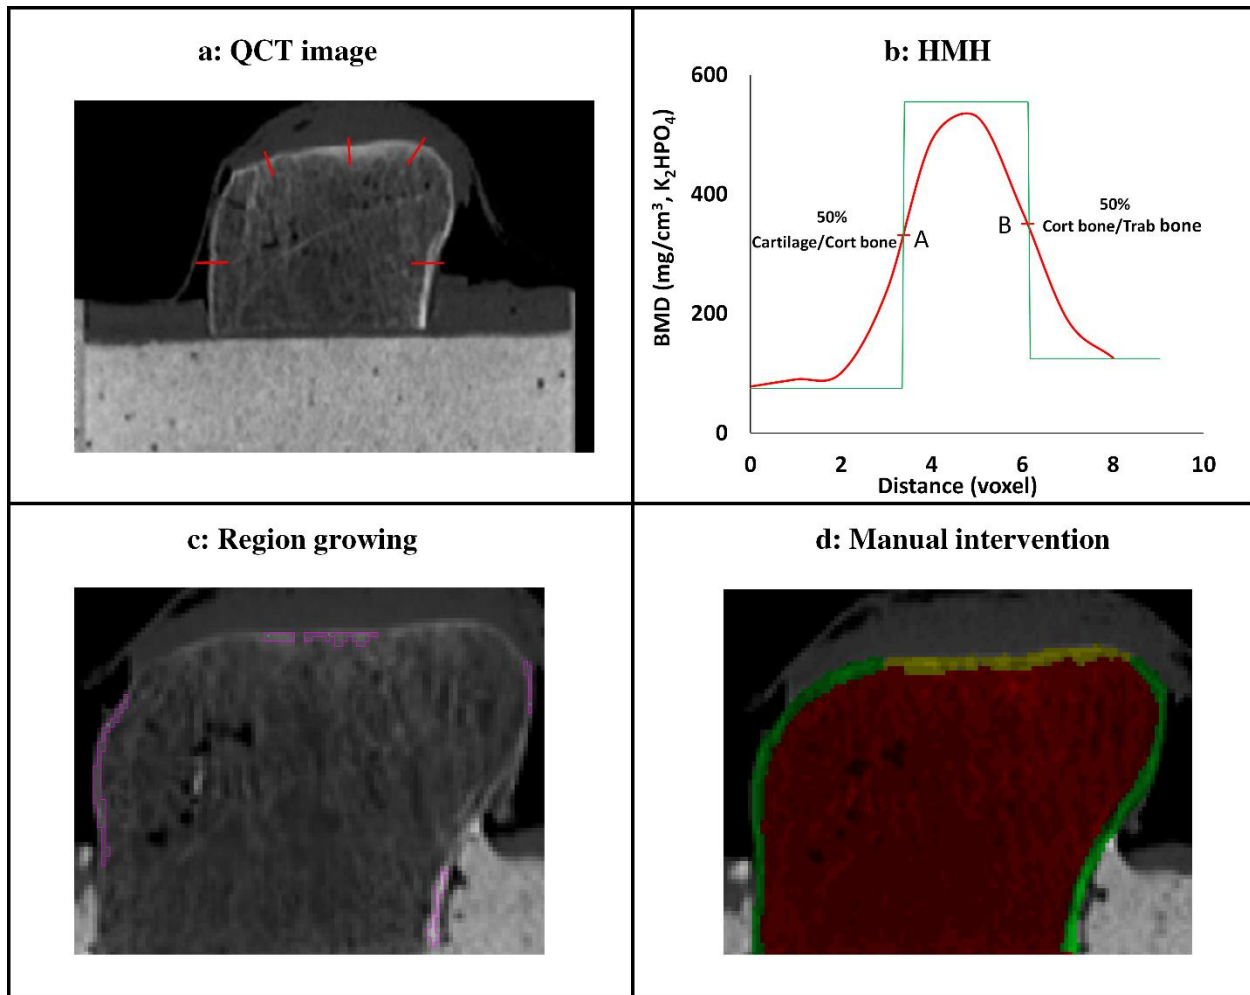 a: QCT image
b: HMH
600
400
200
0
BMD (mg/cm³, K₂HPO₄)
50%
Cartilage/Cort bone
A
B
50%
Cort bone/Trab bone
0 2 4 6 8 10
Distance (voxel)
c: Region growing
d: Manual intervention